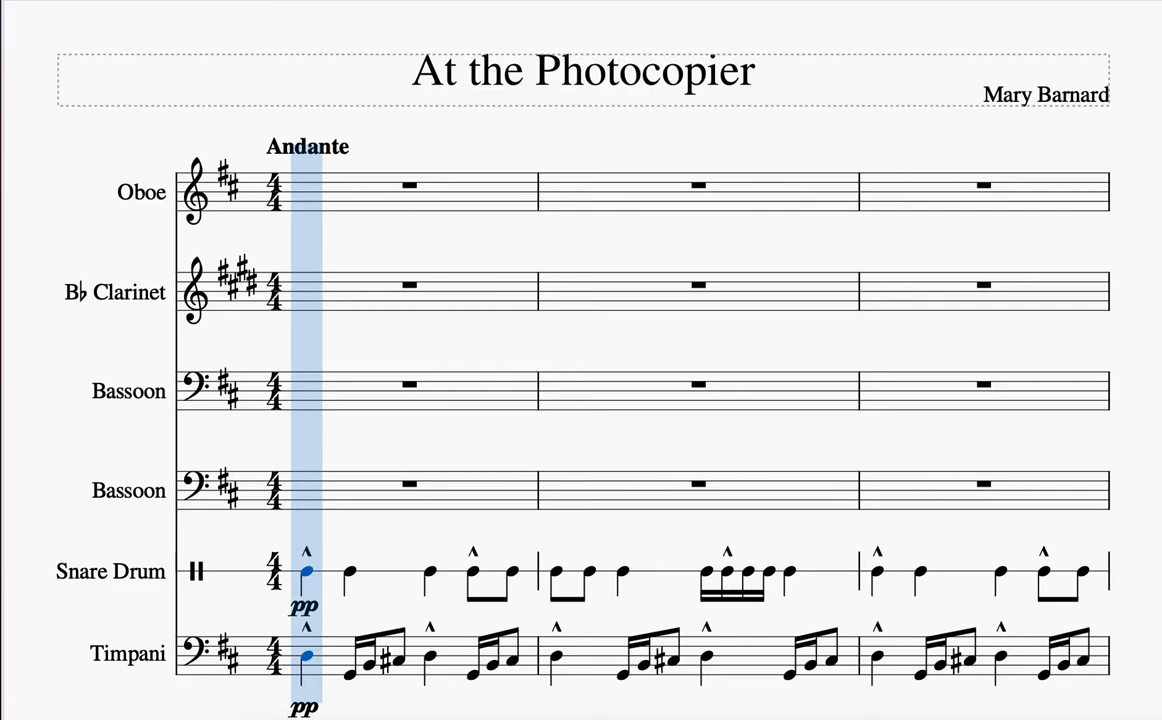 At the Photocopier
Mary Barnard
Andante
Oboe
B♭ Clarinet
Bassoon
Bassoon
Snare Drum
pp
Timpani
pp